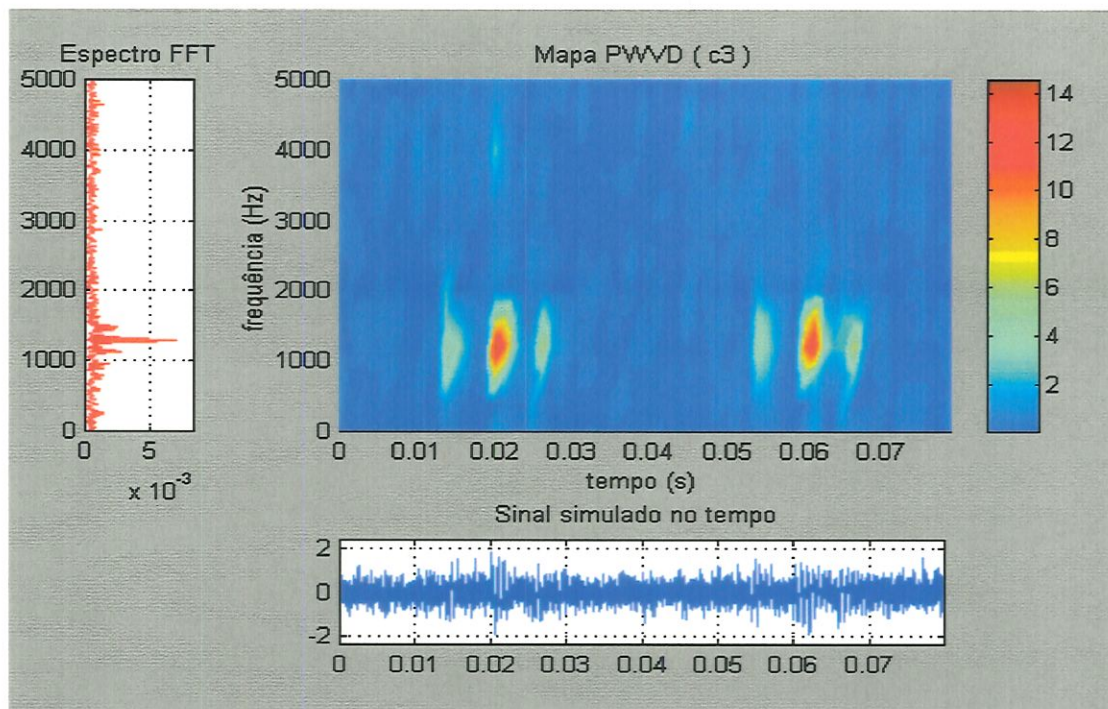 Espectro FFT
5000
4000
3000
2000
1000
0
0 5
x 10-3
Mapa PWVD ( c3 )
frequência (Hz)
5000
4000
3000
2000
1000
0
0 0.01 0.02 0.03 0.04 0.05 0.06 0.07
tempo (s)
14
12
10
8
6
4
2
Sinal simulado no tempo
2
0
-2
0 0.01 0.02 0.03 0.04 0.05 0.06 0.07